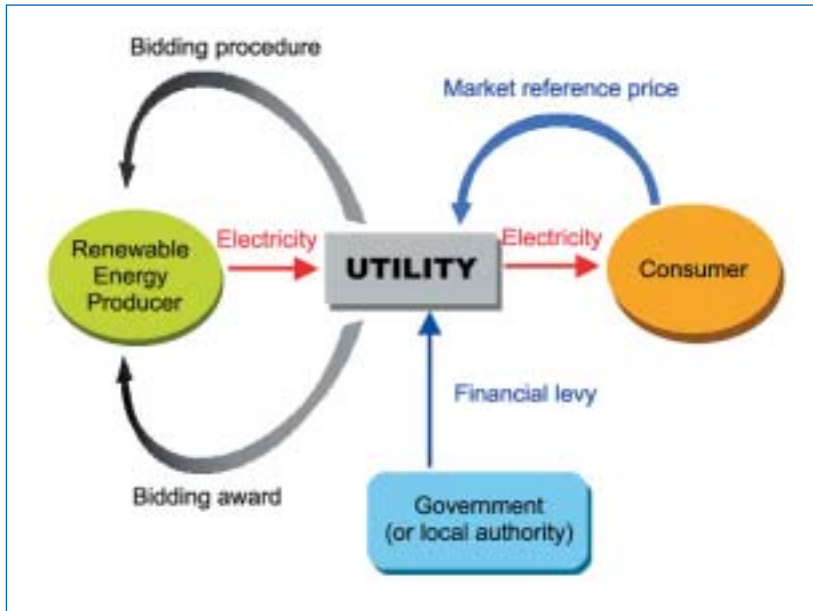 Bidding procedure
Market reference price
Renewable
Energy
Producer
Electricity
UTILITY
Electricity
Consumer
Financial levy
Bidding award
Government
(or local authority)